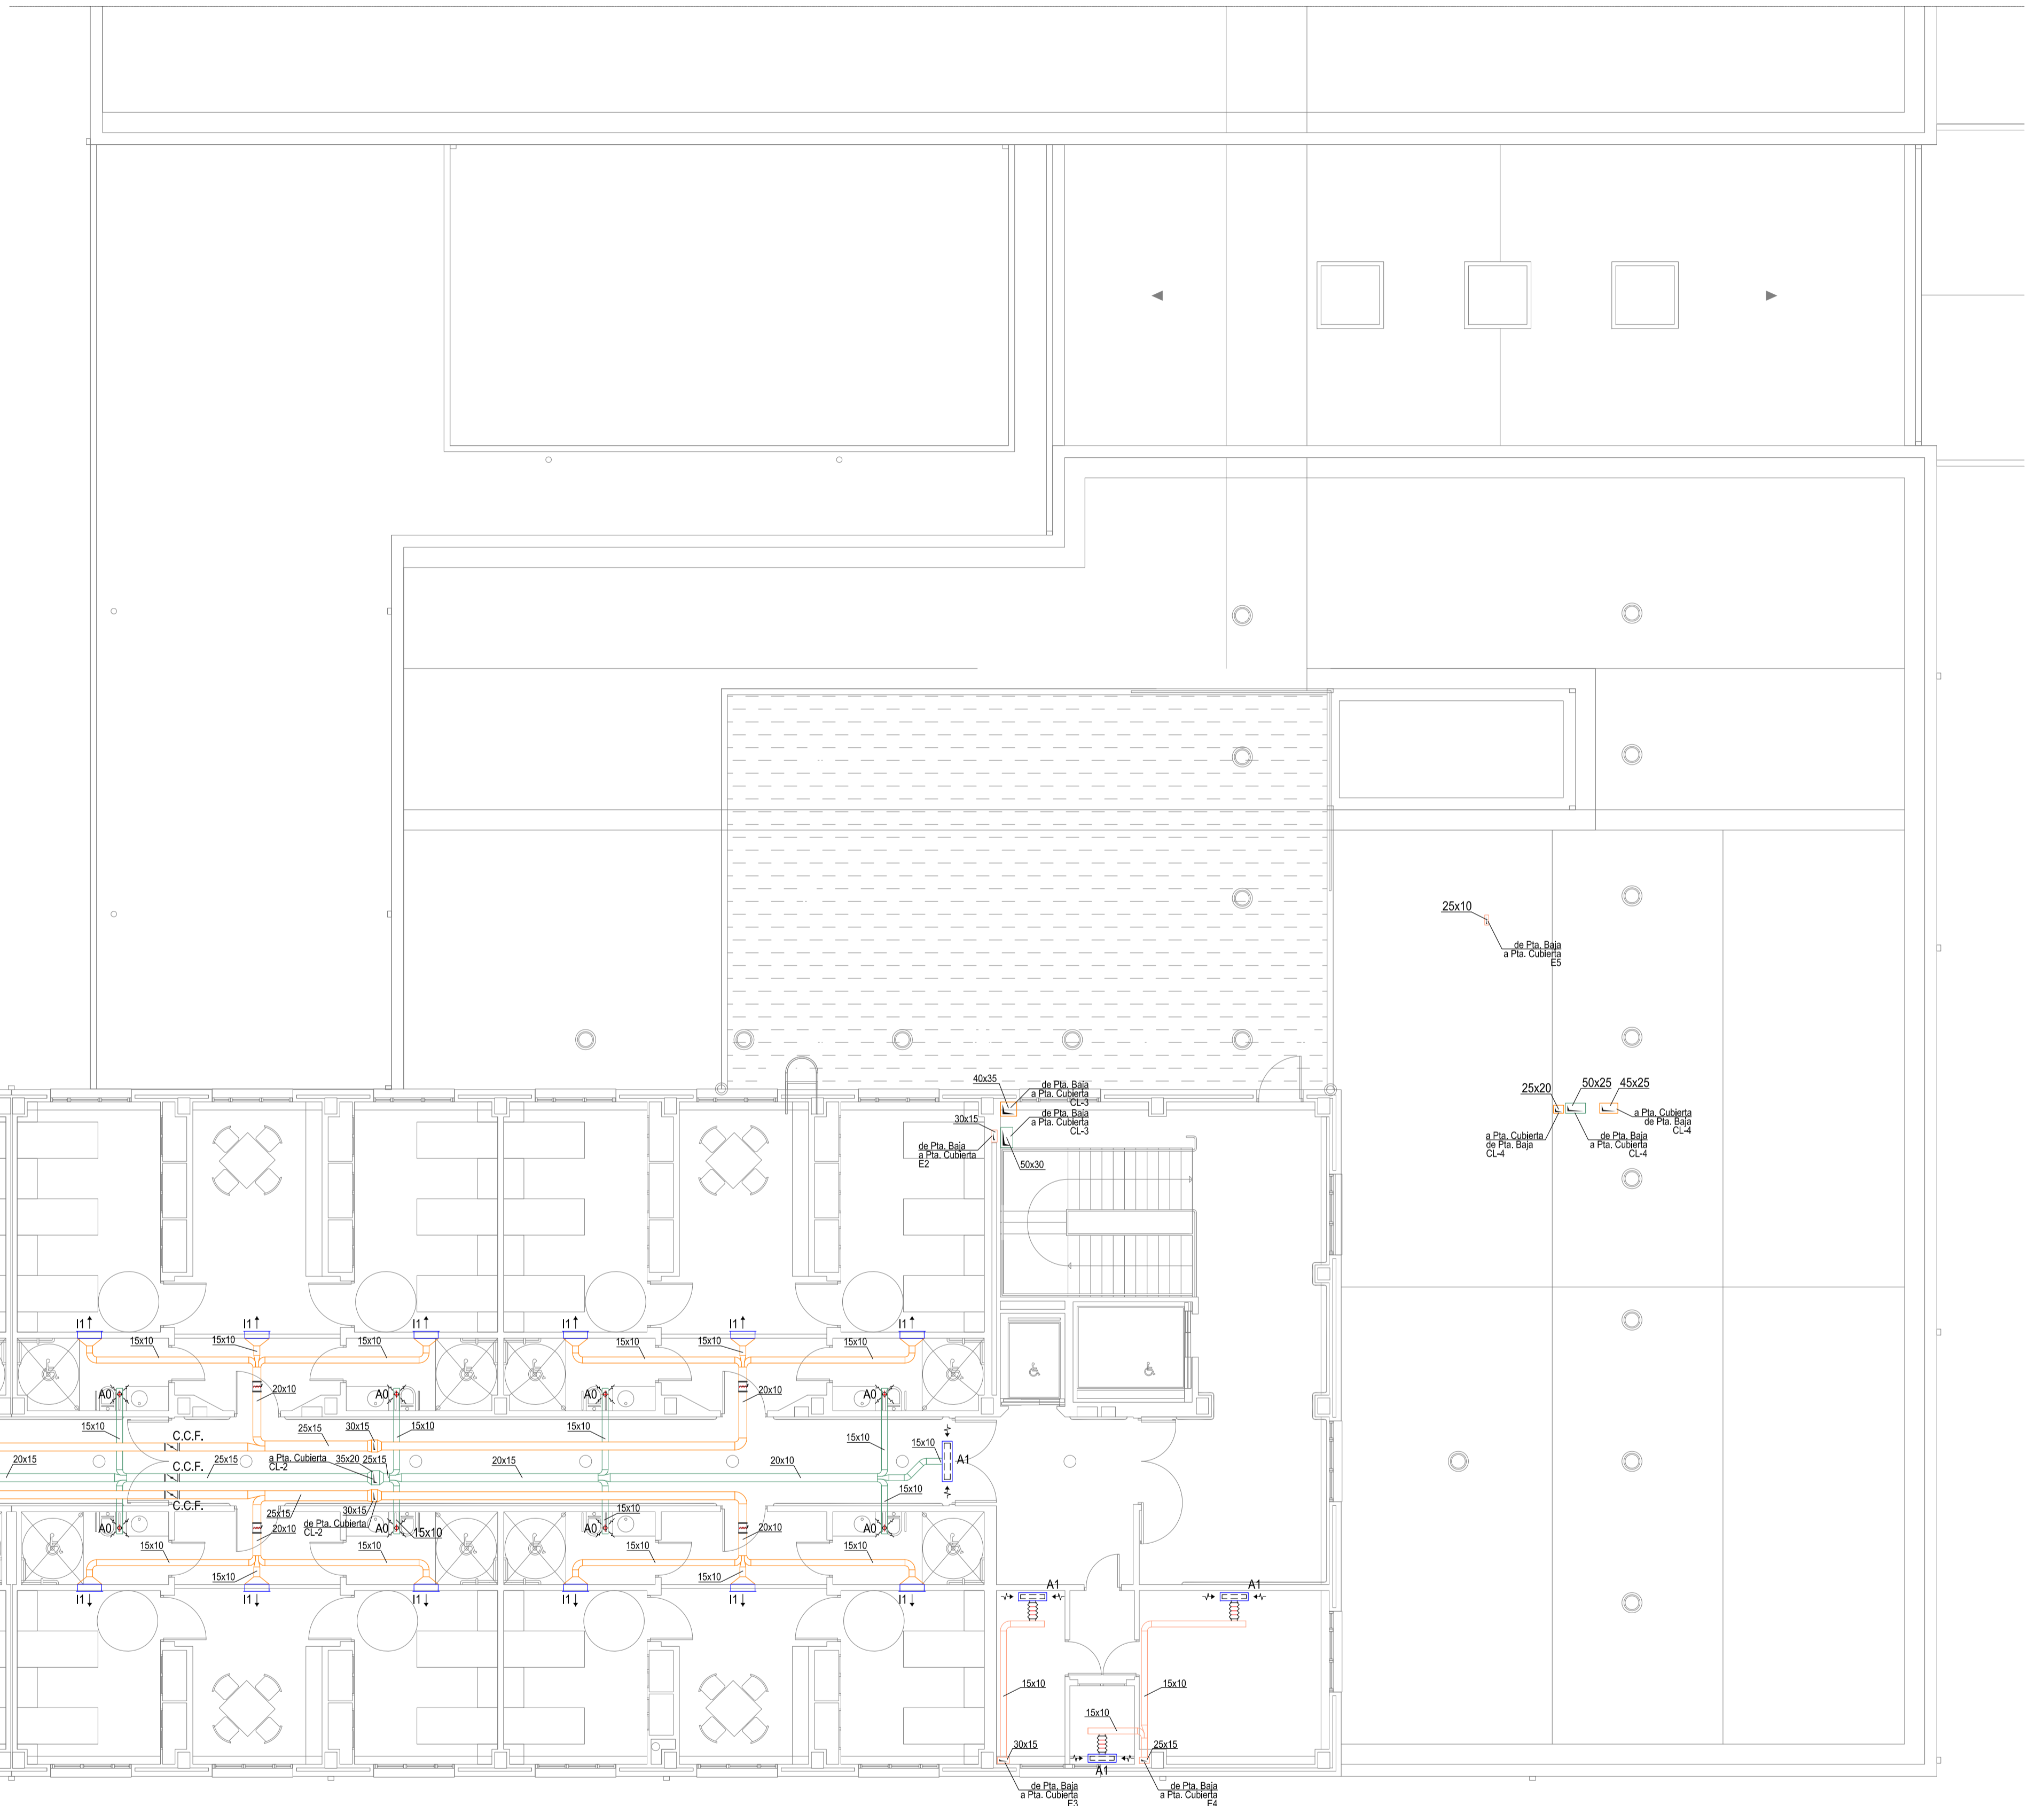 25x10
de Pta. Baja
a Pta. Cubierta
E5
40x35
de Pta. Baja
a Pta. Cubierta
CL-3
30x15
de Pta. Baja
a Pta. Cubierta
CL-3
de Pta. Baja
a Pta. Cubierta
E2
50x30
25x20
50x25
45x25
a Pta. Cubierta
de Pta. Baja
CL-4
a Pta. Cubierta
de Pta. Baja
CL-4
de Pta. Baja
a Pta. Cubierta
CL-4
I1
I1
I1
I1
I1
I1
15x10
15x10
15x10
15x10
15x10
15x10
A0
20x10
A0
A0
20x10
A0
15x10
C.C.F.
25x15
30x15
15x10
15x10
15x10
15x10
A1
20x15
C.C.F.
25x15
a Pta. Cubierta
CL-2
35x20
25x15
20x15
20x10
C.C.F.
25x15
30x15
15x10
15x10
A0
20x10
de Pta. Cubierta
CL-2
A0
15x10
A0
20x10
A0
15x10
15x10
15x10
15x10
15x10
15x10
I1
I1
I1
I1
I1
I1
A1
A1
15x10
15x10
15x10
30x15
25x15
A1
de Pta. Baja
a Pta. Cubierta
E3
de Pta. Baja
a Pta. Cubierta
E4